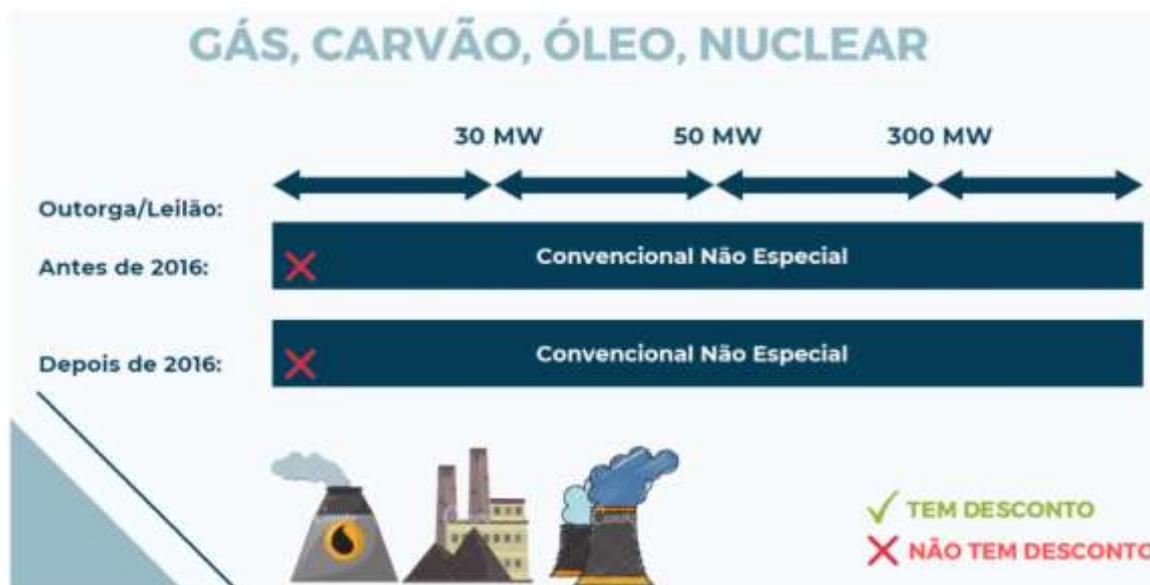 GÁS, CARVÃO, ÓLEO, NUCLEAR
30 MW 50 MW 300 MW
Outorga/Leilão:
Antes de 2016: Convencional Não Especial
Depois de 2016: Convencional Não Especial
TEM DESCONTO
NÃO TEM DESCONTO